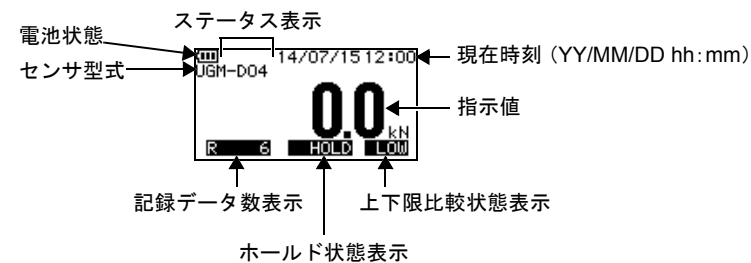 ステータス表示
電池状態
14/07/15 12:00
現在時刻（YY/MM/DD hh：mm）
センサ型式
UGM-D04
0.0
kN
指示値
R 6
HOLD
LOW
記録データ数表示
上下限比較状態表示
ホールド状態表示